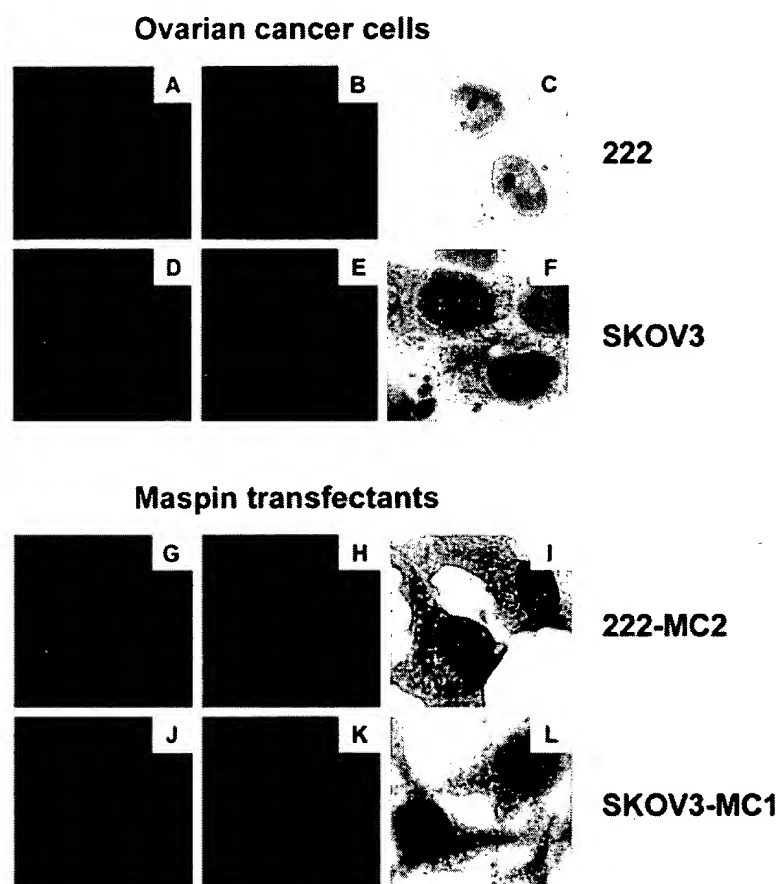 Ovarian cancer cells
A B C
222
D E F
SKOV3
Maspin transfectants
G H I
222-MC2
J K L
SKOV3-MC1